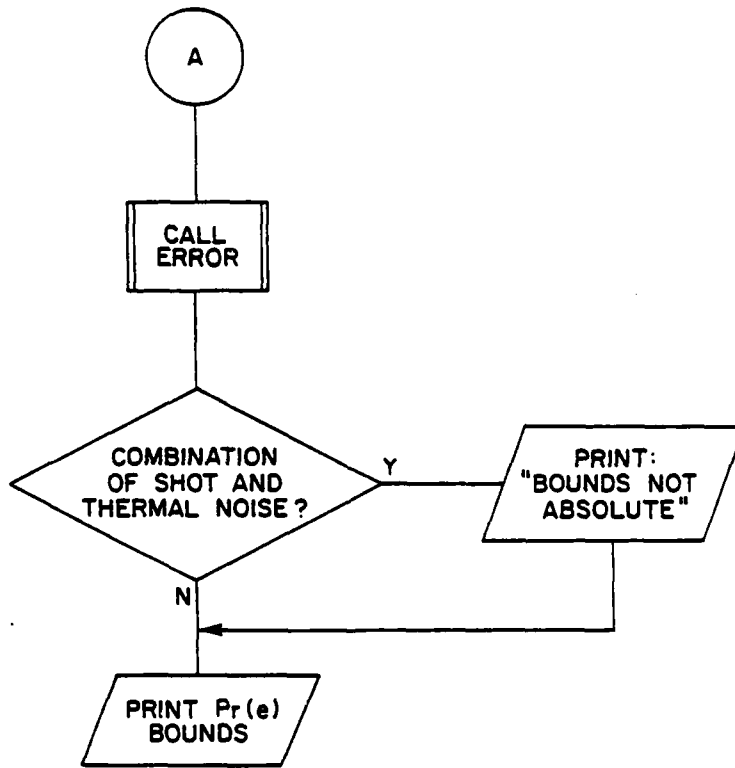 A
CALL
ERROR
COMBINATION
OF SHOT AND
THERMAL NOISE?
Y
PRINT:
"BOUNDS NOT
ABSOLUTE"
N
PRINT Pr(e)
BOUNDS